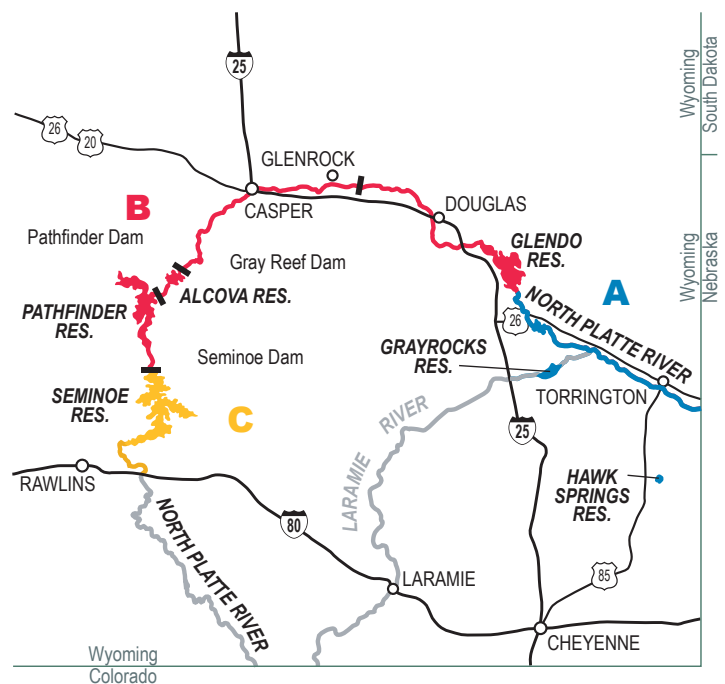 25
Wyoming
South Dakota
26
20
GLENROCK
CASPER
DOUGLAS
B
Pathfinder Dam
Gray Reef Dam
GLENDO
RES.
A
Wyoming
Nebraska
ALCOVA RES.
PATHFINDER
RES.
NORTH PLATTE RIVER
26
GRAYROCKS
RES.
Seminoe Dam
SEMINOE
RES.
C
TORRINGTON
LARAMIE RIVER
25
RAWLINS
HAWK
SPRINGS
RES.
80
NORTH PLATTE RIVER
85
LARAMIE
CHEYENNE
Wyoming
Colorado